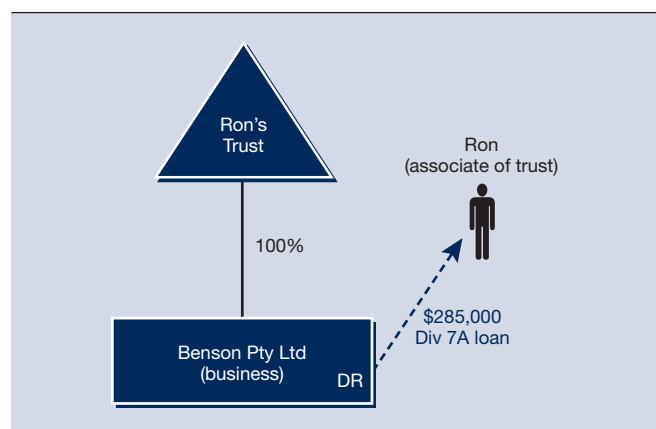 Ron's
Trust
Ron
(associate of trust)
100%
$285,000
Div 7A loan
Benson Pty Ltd
(business)
DR